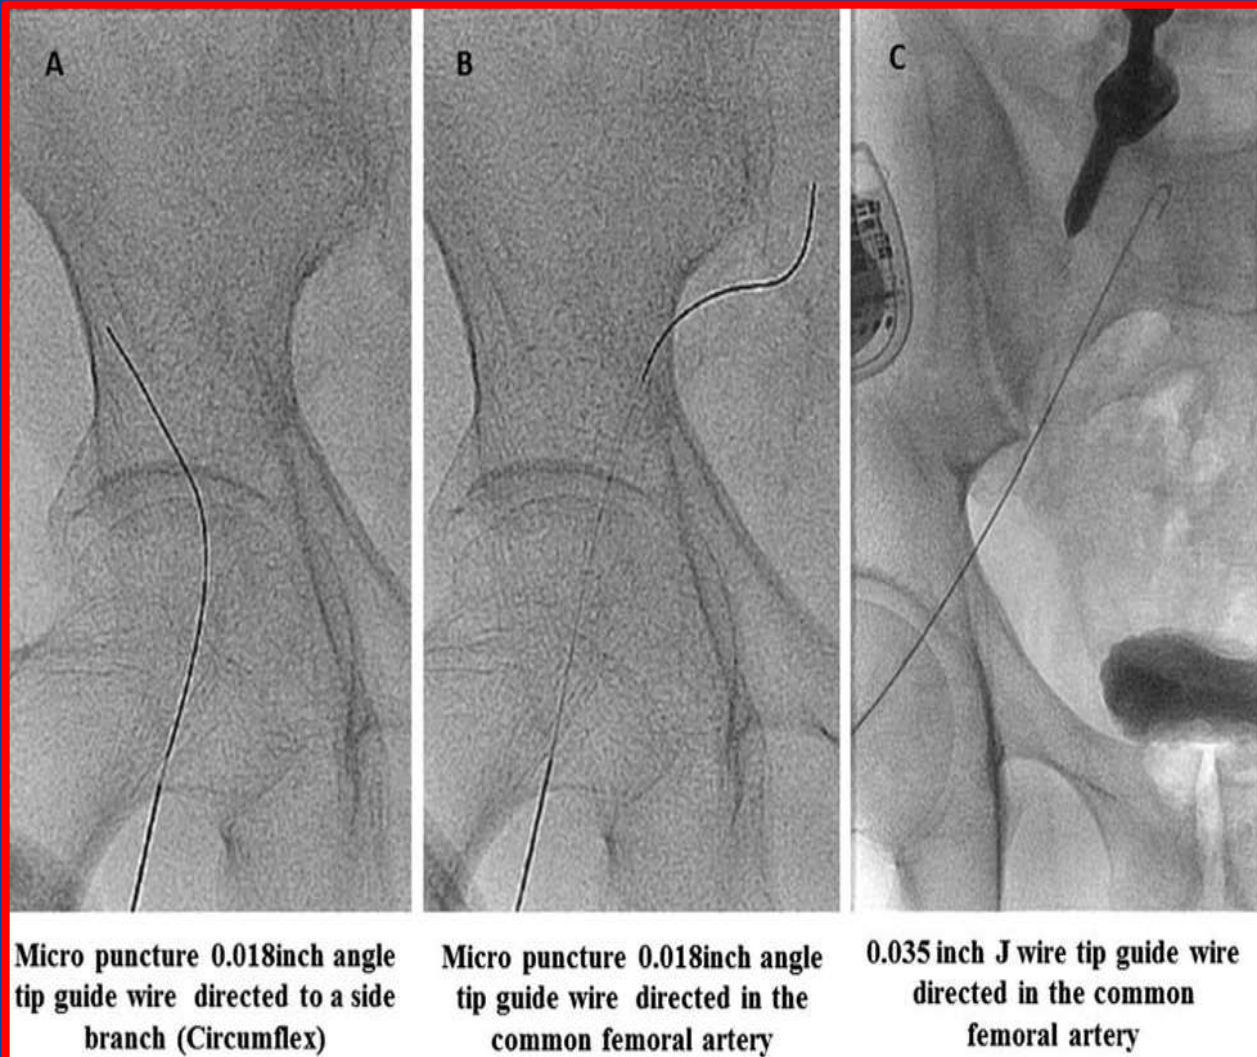 A
B
C
Micro puncture 0.018inch angle
tip guide wire directed to a side
branch (Circumflex)
Micro puncture 0.018inch angle
tip guide wire directed in the
common femoral artery
0.035 inch J wire tip guide wire
directed in the common
femoral artery